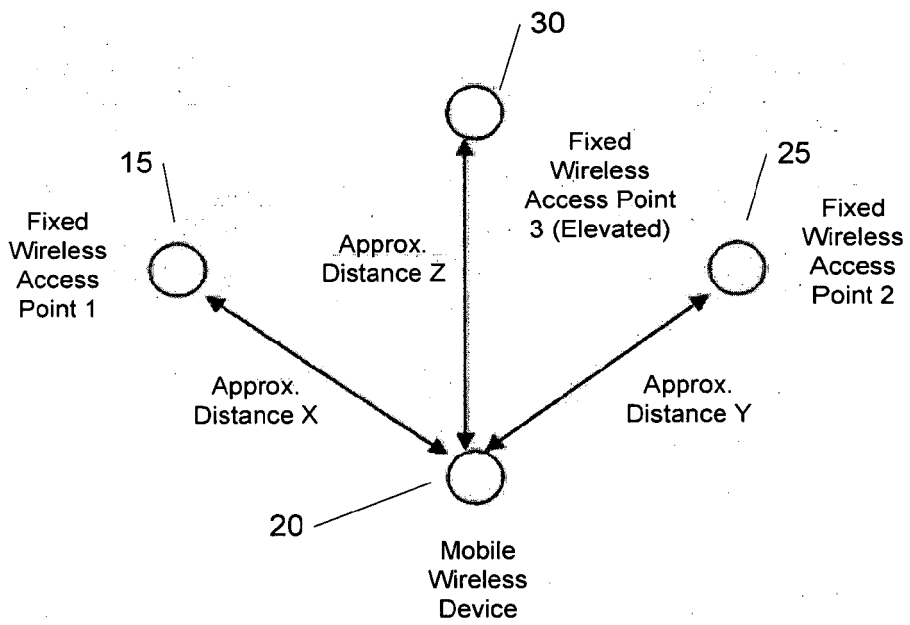 30
15
Fixed
Wireless
Access
Point 1
Fixed
Wireless
Access Point
3 (Elevated)
25
Fixed
Wireless
Access
Point 2
Approx.
Distance Z
Approx.
Distance X
Approx.
Distance Y
20
Mobile
Wireless
Device